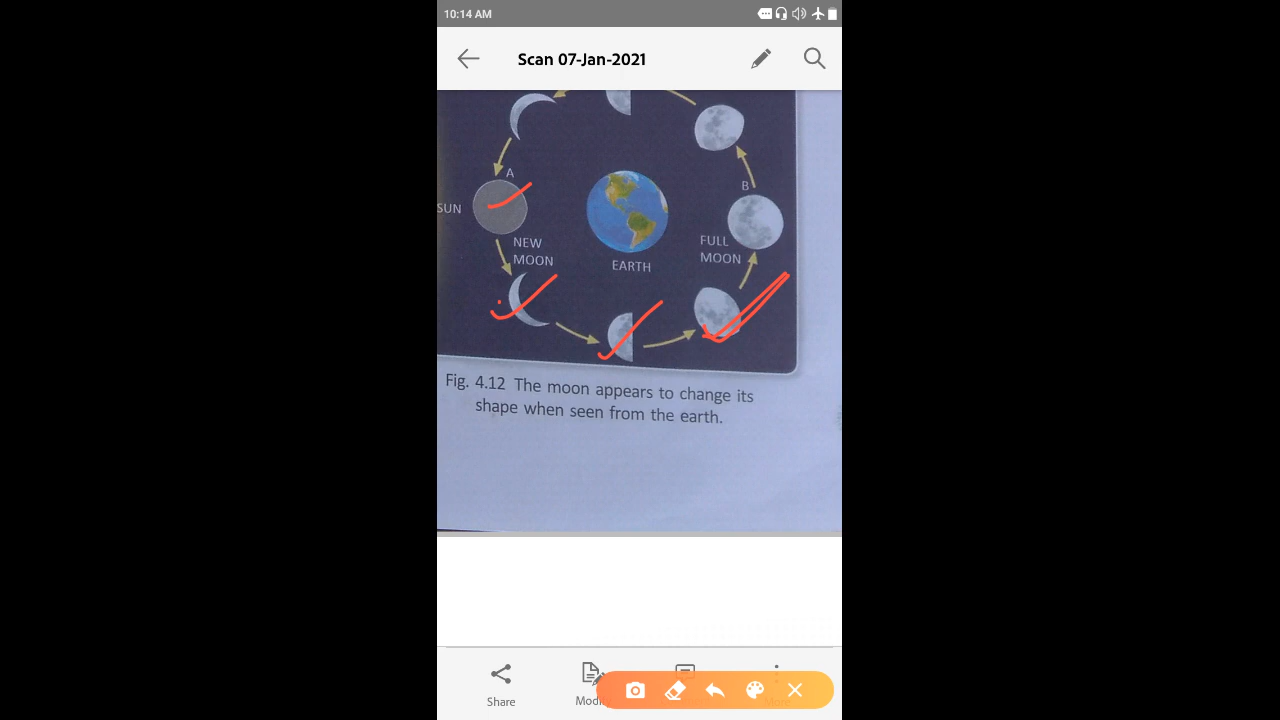 10:14 AM
Scan 07-Jan-2021
A
SUN
B
NEW
MOON
FULL
MOON
EARTH
Fig. 4.12 The moon appears to change its
shape when seen from the earth.
Share